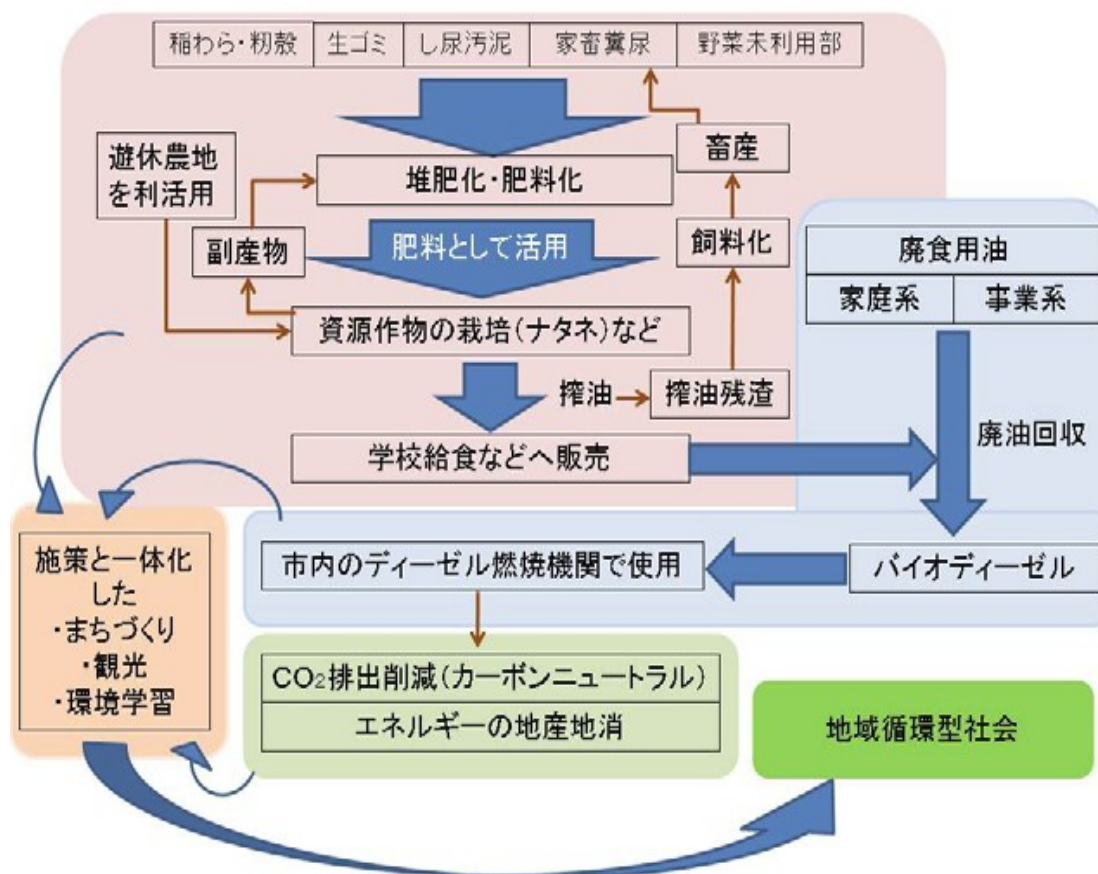 稲わら・籾殻
生ゴミ
し尿汚泥
家畜糞尿
野菜未利用部
遊休農地
を利活用
堆肥化・肥料化
畜産
副産物
肥料として活用
飼料化
廃食用油
家庭系
事業系
資源作物の栽培(ナタネ)など
搾油
搾油残渣
学校給食などへ販売
廃油回収
施策と一体化
した
・まちづくり
・観光
・環境学習
市内のディーゼル燃焼機関で使用
バイオディーゼル
CO2排出削減(カーボンニュートラル)
エネルギーの地産地消
地域循環型社会